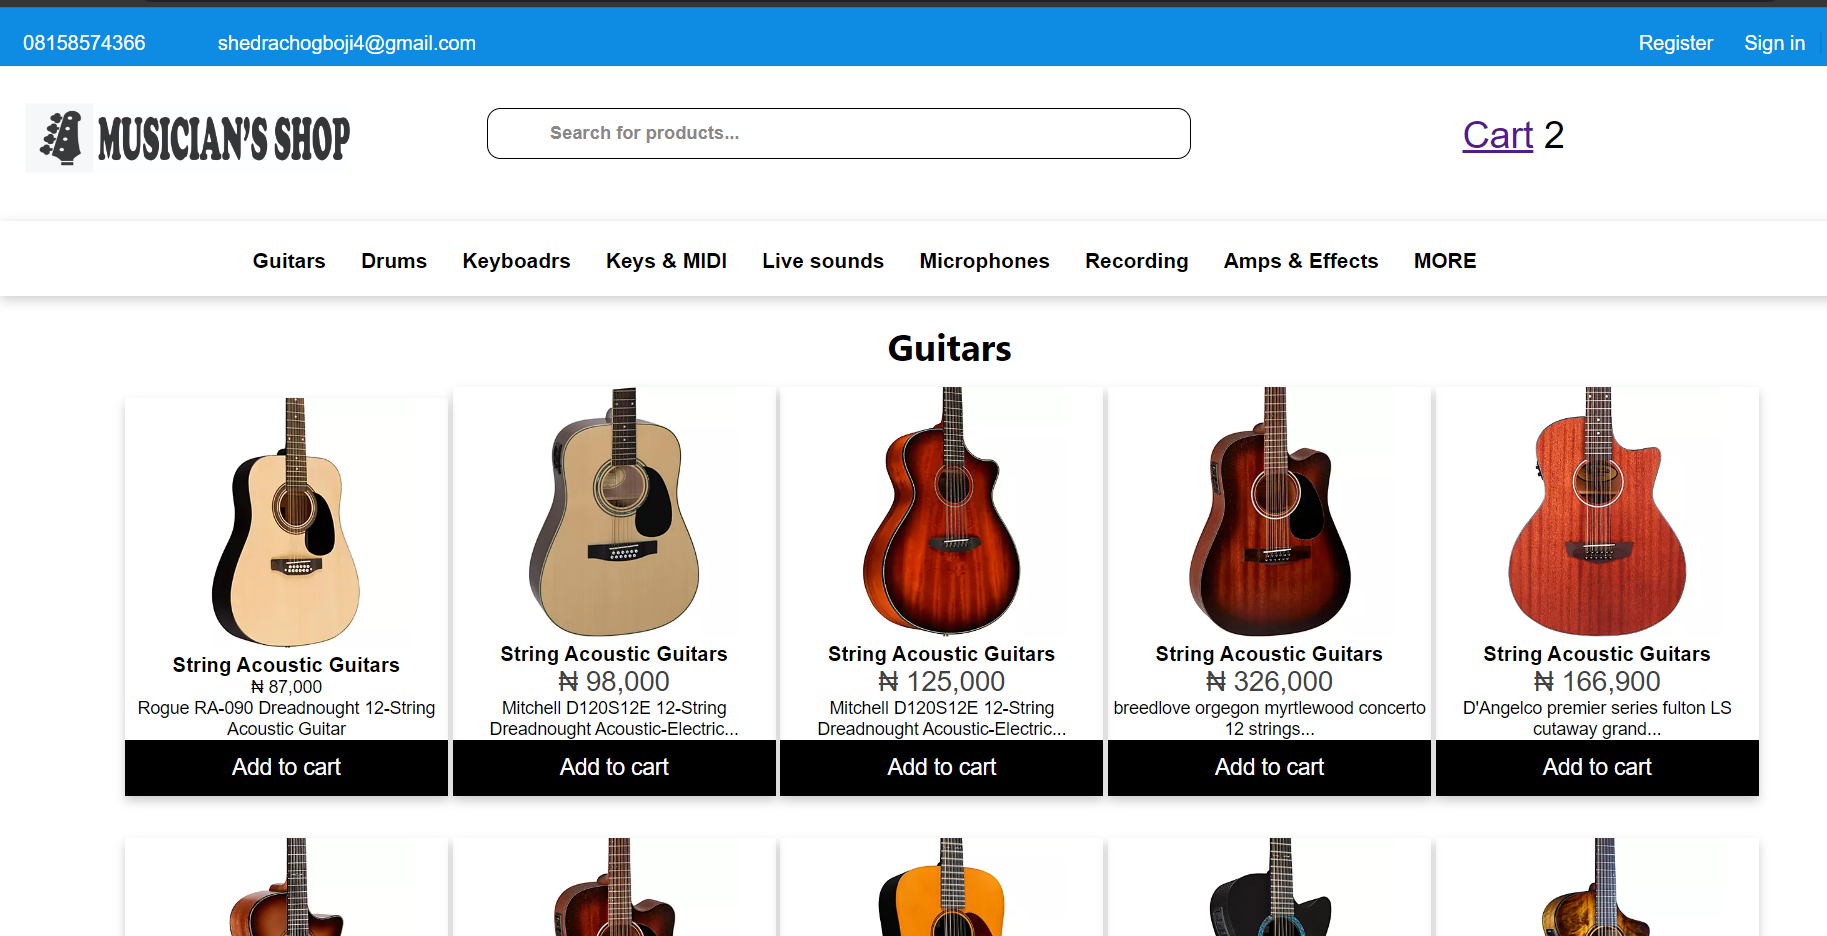 08158574366 shedrachogboji4@gmail.com Register Sign in
MUSICIAN'S SHOP
Search for products...
Cart 2
Guitars Drums Keyboadrs Keys & MIDI Live sounds Microphones Recording Amps & Effects MORE
Guitars
String Acoustic Guitars
₦ 87,000
Rogue RA-090 Dreadnought 12-String
Acoustic Guitar
Add to cart
String Acoustic Guitars
₦ 98,000
Mitchell D120S12E 12-String
Dreadnought Acoustic-Electric...
Add to cart
String Acoustic Guitars
₦ 125,000
Mitchell D120S12E 12-String
Dreadnought Acoustic-Electric...
Add to cart
String Acoustic Guitars
₦ 326,000
breedlove orgegon myrtlewood concerto
12 strings...
Add to cart
String Acoustic Guitars
₦ 166,900
D'Angelco premier series fulton LS
cutaway grand...
Add to cart